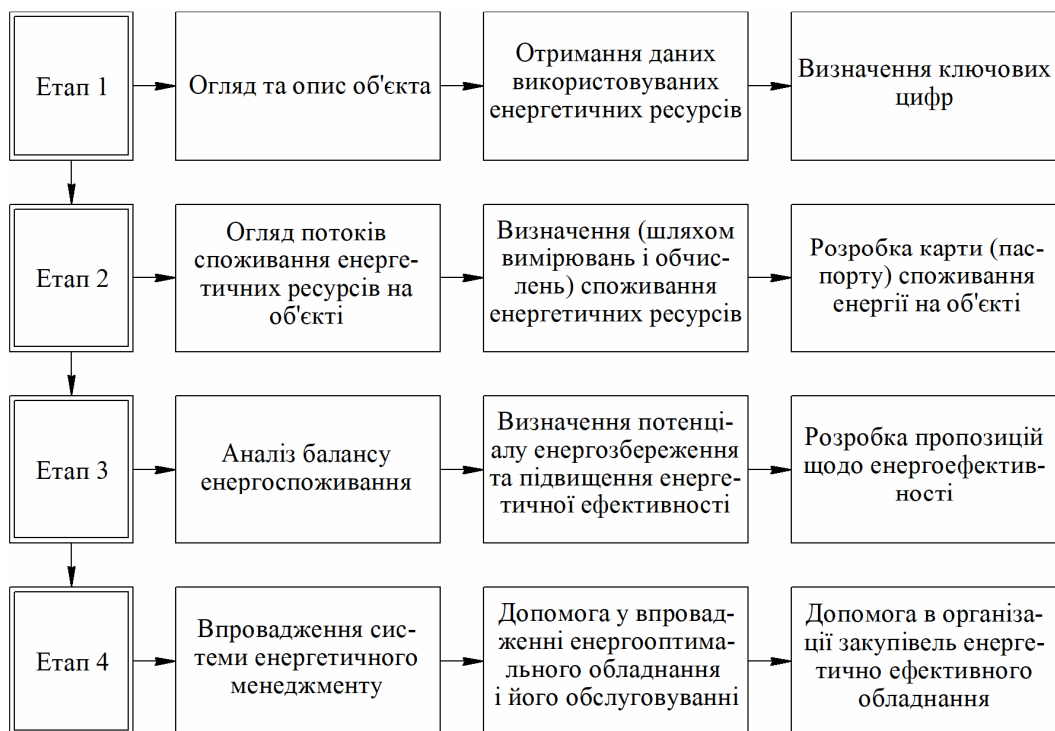 Етап 1
Огляд та опис об'єкта
Отримання даних
використовуваних
енергетичних ресурсів
Визначення ключових
цифр
Етап 2
Огляд потоків
споживання енерге-
тичних ресурсів на
об'єкті
Визначення (шляхом
вимірювань і обчис-
лень) споживання
енергетичних ресурсів
Розробка карти (пас-
порту) споживання
енергії на об'єкті
Етап 3
Аналіз балансу
енергоспоживання
Визначення потенці-
алу енергозбереження
та підвищення енерге-
тичної ефективності
Розробка пропозицій
щодо енергоефектив-
ності
Етап 4
Впровадження сис-
теми енергетичного
менеджменту
Допомога у впровад-
женні енергооптима-
льного обладнання
і його обслуговуванні
Допомога в організа-
ції закупівель енерге-
тично ефективного
обладнання